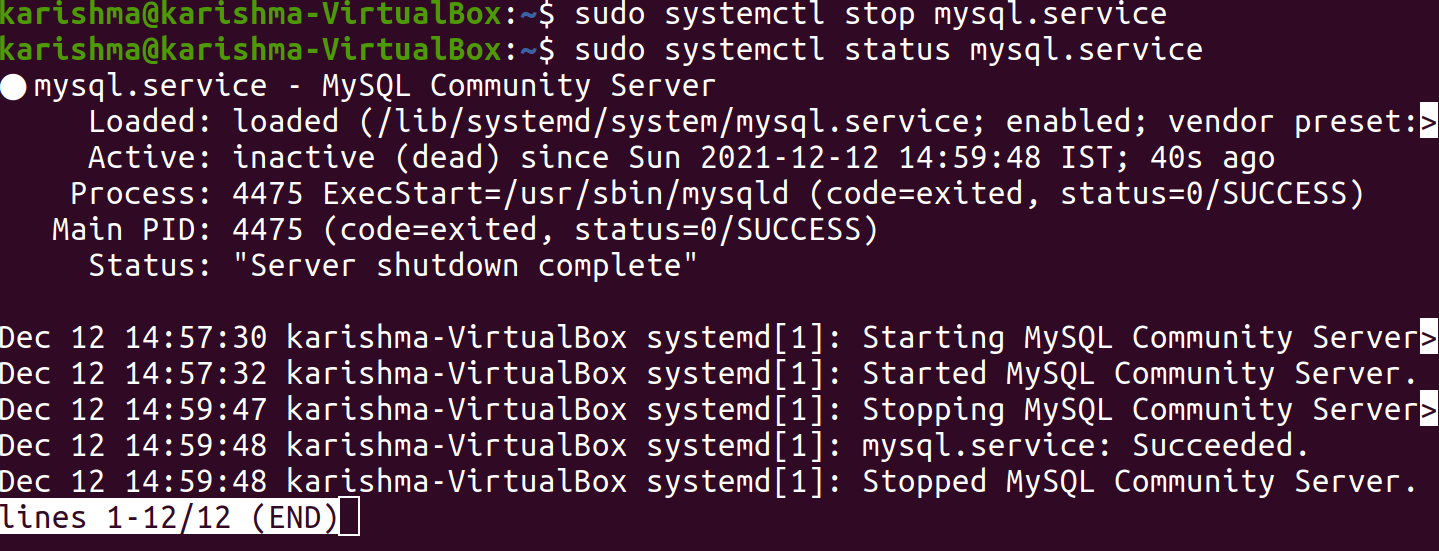 karishma@karishma-VirtualBox:~$ sudo systemctl stop mysql.service
karishma@karishma-VirtualBox:~$ sudo systemctl status mysql.service
● mysql.service - MySQL Community Server
     Loaded: loaded (/lib/systemd/system/mysql.service; enabled; vendor preset:>
     Active: inactive (dead) since Sun 2021-12-12 14:59:48 IST; 40s ago
    Process: 4475 ExecStart=/usr/sbin/mysqld (code=exited, status=0/SUCCESS)
   Main PID: 4475 (code=exited, status=0/SUCCESS)
     Status: "Server shutdown complete"

Dec 12 14:57:30 karishma-VirtualBox systemd[1]: Starting MySQL Community Server>
Dec 12 14:57:32 karishma-VirtualBox systemd[1]: Started MySQL Community Server.
Dec 12 14:59:47 karishma-VirtualBox systemd[1]: Stopping MySQL Community Server>
Dec 12 14:59:48 karishma-VirtualBox systemd[1]: mysql.service: Succeeded.
Dec 12 14:59:48 karishma-VirtualBox systemd[1]: Stopped MySQL Community Server.
lines 1-12/12 (END)